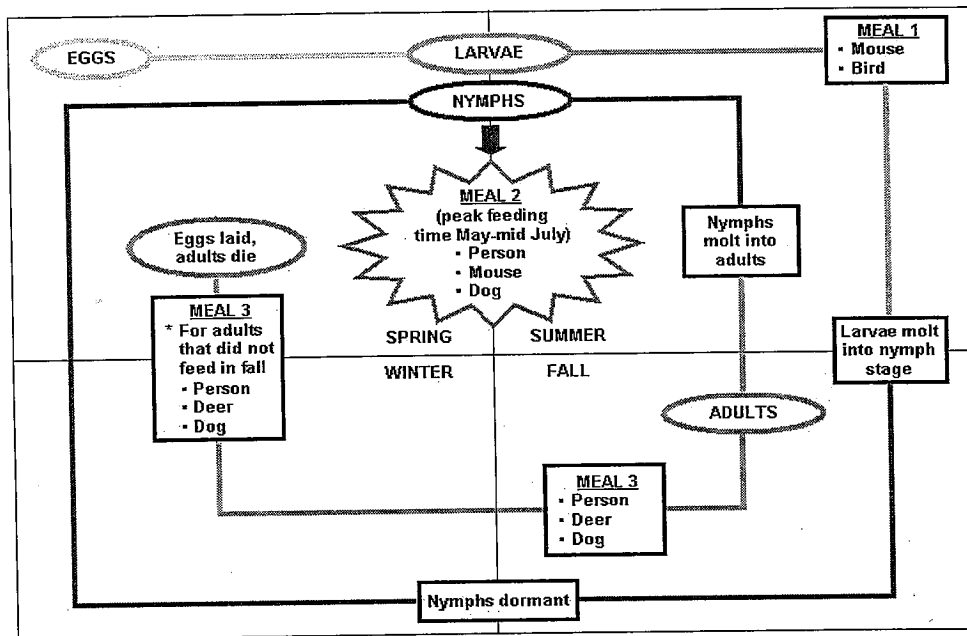 EGGS
LARVAE
MEAL 1
▪ Mouse
▪ Bird
NYMPHS
MEAL 2
(peak feeding
time May-mid July)
▪ Person
▪ Mouse
▪ Dog
Nymphs
molt into
adults
Eggs laid,
adults die
MEAL 3
* For adults
that did not
feed in fall
▪ Person
▪ Deer
▪ Dog
SPRING
SUMMER
WINTER
FALL
Larvae molt
into nymph
stage
ADULTS
MEAL 3
▪ Person
▪ Deer
▪ Dog
Nymphs dormant